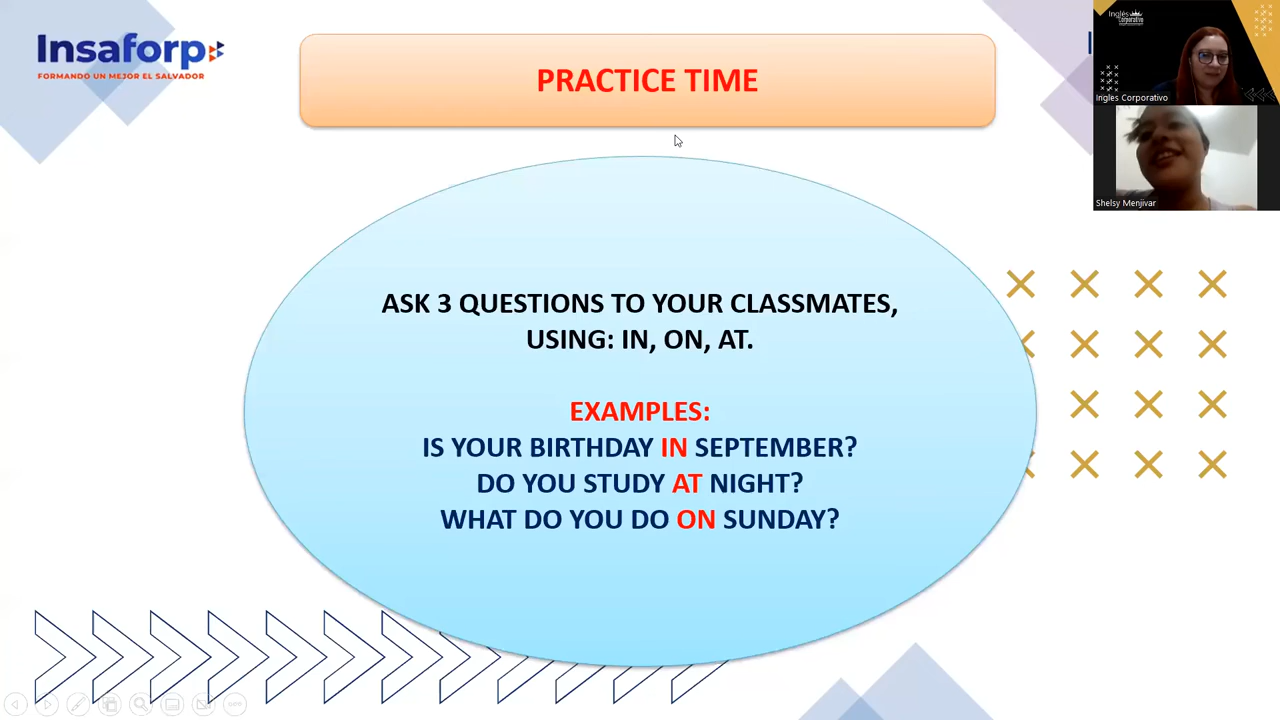 Insaforp
FORMANDO UN MEJOR EL SALVADOR
PRACTICE TIME
Inglés
Corporativo
Ingles Corporativo
Shelsy Menjivar
ASK 3 QUESTIONS TO YOUR CLASSMATES,
USING: IN, ON, AT.
EXAMPLES:
IS YOUR BIRTHDAY IN SEPTEMBER?
DO YOU STUDY AT NIGHT?
WHAT DO YOU DO ON SUNDAY?